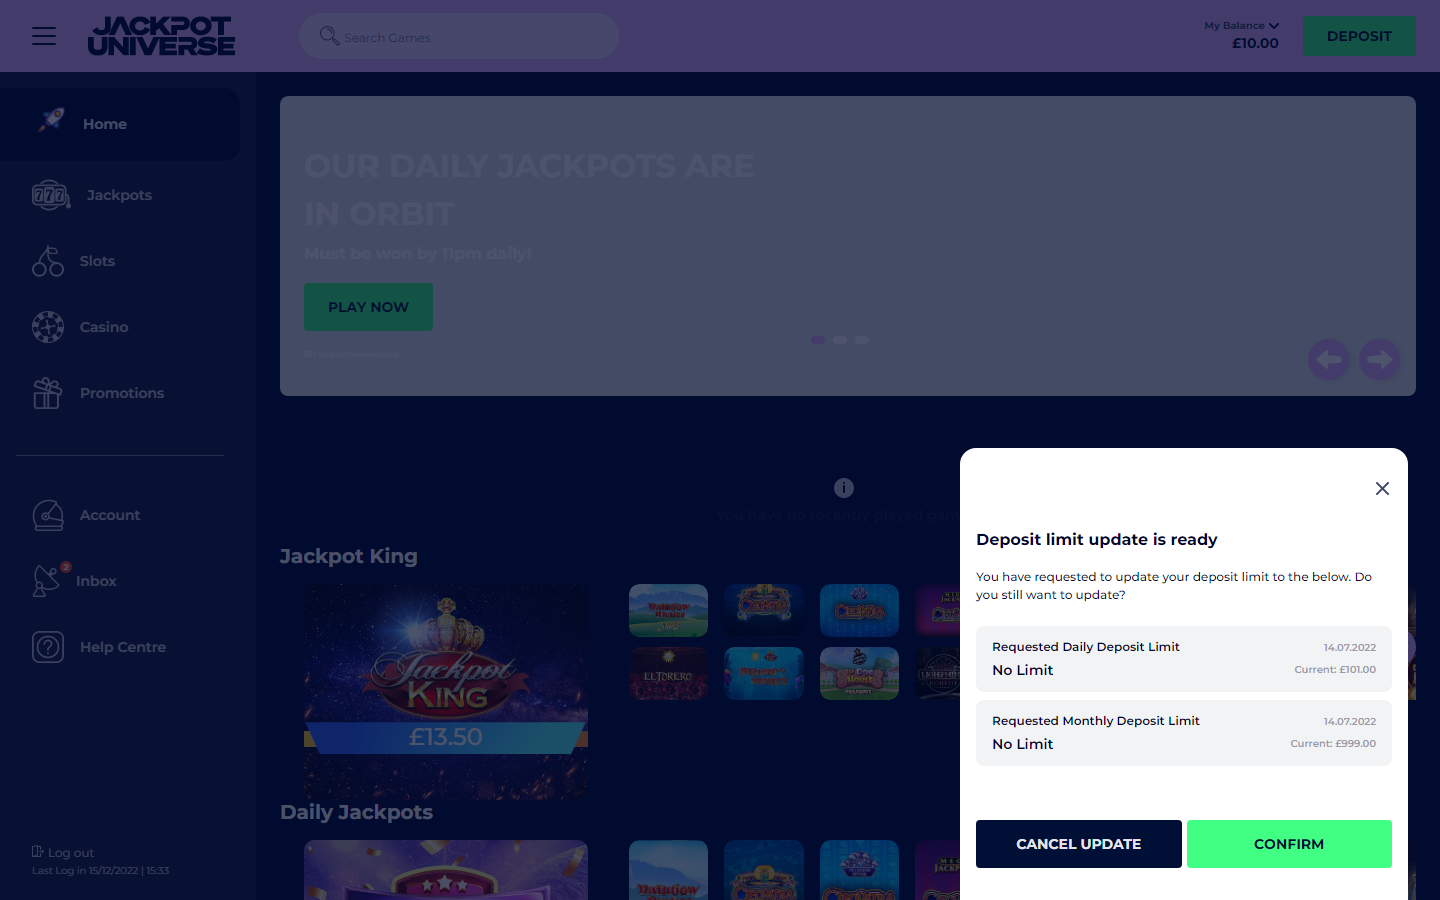 JACKPOT
UNIVERSE
Search Games
My Balance
£10.00
DEPOSIT
Home
Jackpots
Slots
Casino
Promotions
Account
2
Inbox
Help Centre
Log out
Last Log in 15/12/2022 | 15:33
OUR DAILY JACKPOTS ARE
IN ORBIT
Must be won by 11pm daily!
PLAY NOW
You have no recently played gam
Jackpot King
Jackpot
KING
£13.50
EL TORERO
Daily Jackpots
Deposit limit update is ready
You have requested to update your deposit limit to the below. Do
you still want to update?
Requested Daily Deposit Limit
14.07.2022
No Limit
Current: £101.00
Requested Monthly Deposit Limit
14.07.2022
No Limit
Current: £999.00
CANCEL UPDATE
CONFIRM